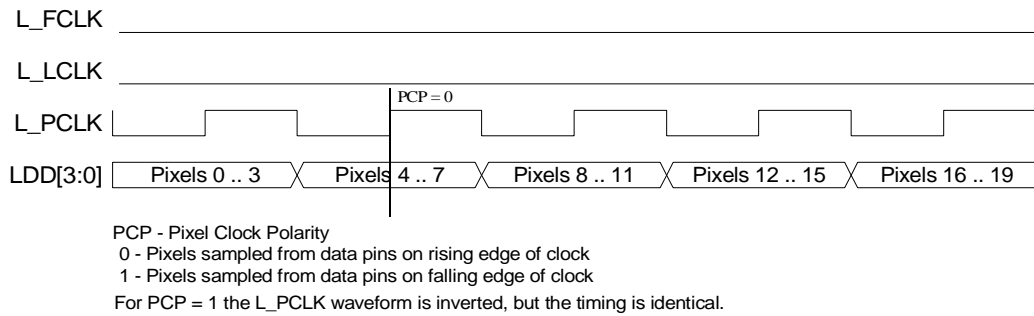 L_FCLK
L_LCLK
PCP = 0
L_PCLK
LDD[3:0] Pixels 0 .. 3 Pixels 4 .. 7 Pixels 8 .. 11 Pixels 12 .. 15 Pixels 16 .. 19
PCP - Pixel Clock Polarity
0 - Pixels sampled from data pins on rising edge of clock
1 - Pixels sampled from data pins on falling edge of clock
For PCP = 1 the L_PCLK waveform is inverted, but the timing is identical.